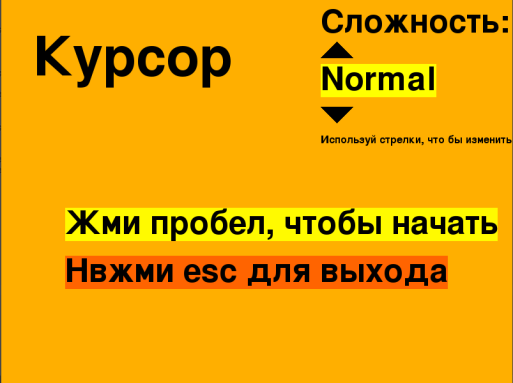 Курсор
Сложность:
Normal
Используй стрелки, что бы изменить
Жми пробел, чтобы начать
Нвжми esc для выхода